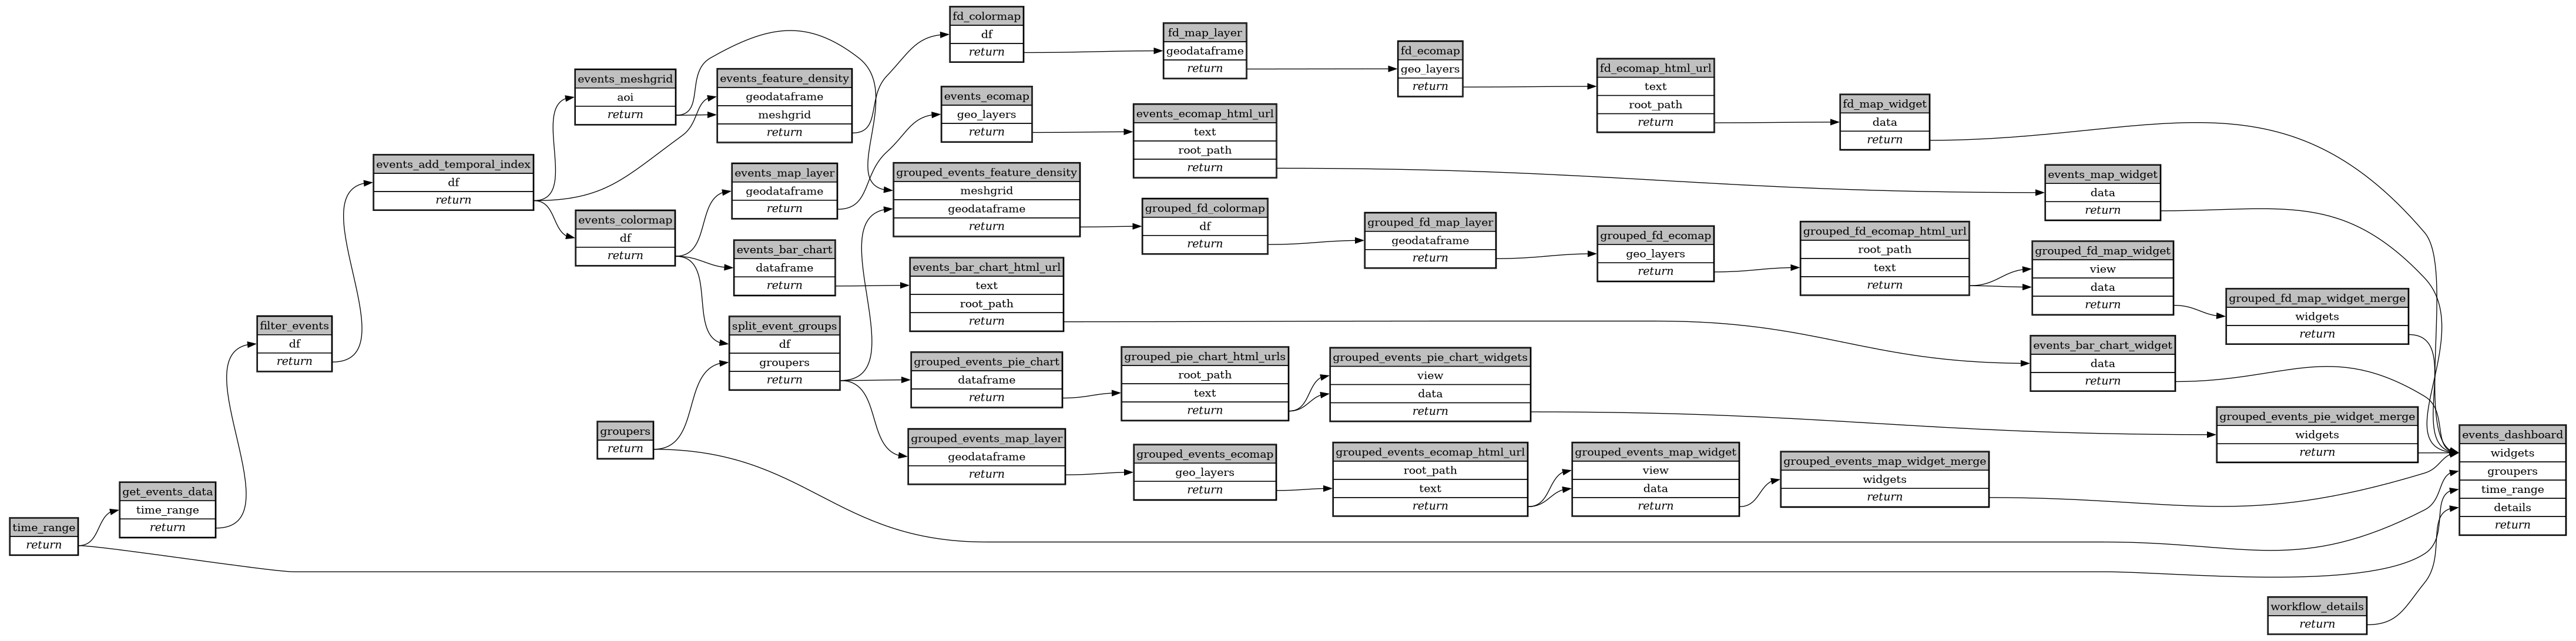 time_range
return
get_events_data
time_range
return
filter_events
df
return
events_add_temporal_index
df
return
events_meshgrid
aoi
return
events_colormap
df
return
groupers
return
events_feature_density
geodataframe
meshgrid
return
events_map_layer
geodataframe
return
events_bar_chart
dataframe
return
split_event_groups
df
groupers
return
fd_colormap
df
return
events_ecomap
geo_layers
return
grouped_events_feature_density
meshgrid
geodataframe
return
events_bar_chart_html_url
text
root_path
return
grouped_events_pie_chart
dataframe
return
grouped_events_map_layer
geodataframe
return
fd_map_layer
geodataframe
return
events_ecomap_html_url
text
root_path
return
grouped_fd_colormap
df
return
grouped_pie_chart_html_urls
root_path
text
return
grouped_events_ecomap
geo_layers
return
fd_ecomap
geo_layers
return
grouped_fd_map_layer
geodataframe
return
grouped_events_pie_chart_widgets
view
data
return
grouped_events_ecomap_html_url
root_path
text
return
fd_ecomap_html_url
text
root_path
return
grouped_fd_ecomap
geo_layers
return
grouped_events_map_widget
view
data
return
fd_map_widget
data
return
grouped_fd_ecomap_html_url
root_path
text
return
grouped_events_map_widget_merge
widgets
return
events_map_widget
data
return
grouped_fd_map_widget
view
data
return
events_bar_chart_widget
data
return
grouped_fd_map_widget_merge
widgets
return
grouped_events_pie_widget_merge
widgets
return
workflow_details
return
events_dashboard
widgets
groupers
time_range
details
return